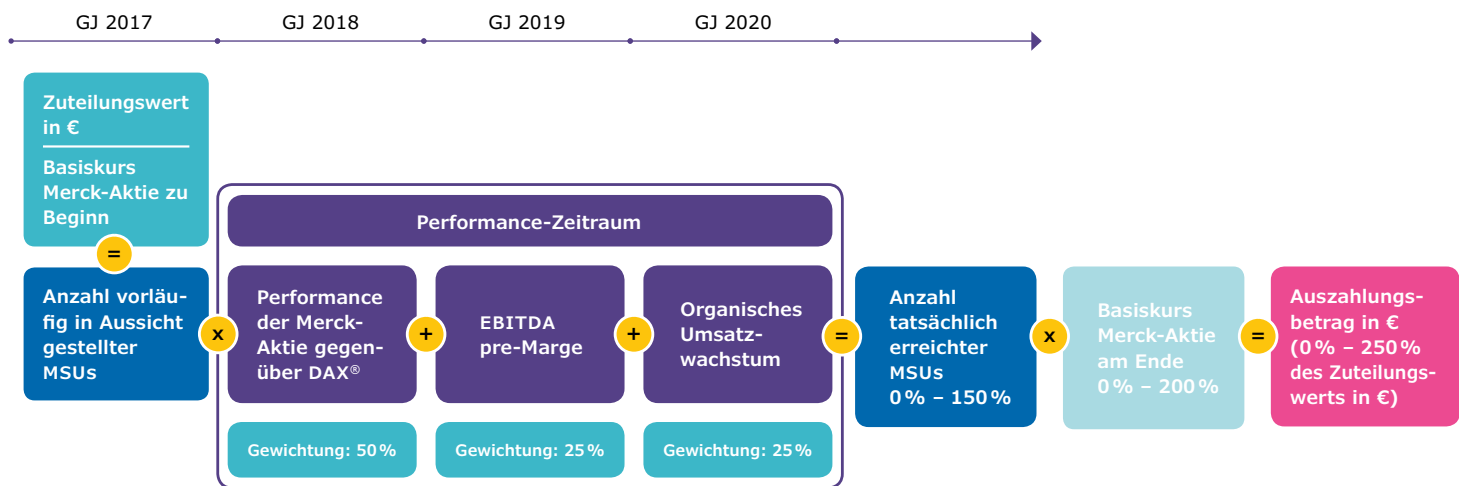 GJ 2017
GJ 2018
GJ 2019
GJ 2020
Zuteilungswert
in €
Basiskurs
Merck-Aktie zu
Beginn
=
Anzahl vorläu-
fig in Aussicht
gestellter
MSUs
x
Performance-Zeitraum
Performance
der Merck-
Aktie gegen-
über DAX®
+
EBITDA
pre-Marge
+
Organisches
Umsatz-
wachstum
Gewichtung: 50 %
Gewichtung: 25 %
Gewichtung: 25 %
=
Anzahl
tatsächlich
erreichter
MSUs
0 % – 150 %
x
Basiskurs
Merck-Aktie
am Ende
0 % – 200 %
=
Auszahlungs-
betrag in €
(0 % – 250 %
des Zuteilungs-
werts in €)